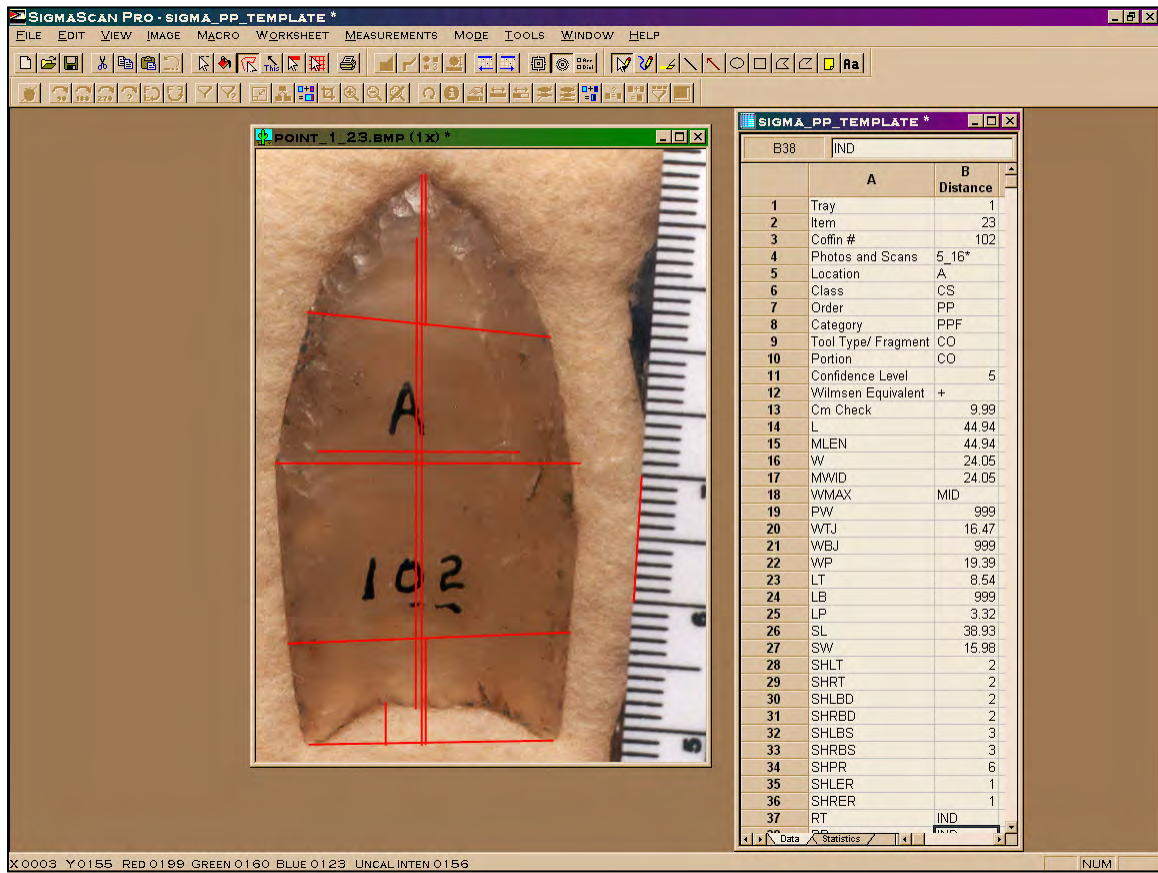 SIGMASCAN PRO - SIGMA_PP_TEMPLATE *
FILE EDIT VIEW IMAGE MACRO WORKSHEET MEASUREMENTS MODE TOOLS WINDOW HELP
Aa
POINT_1_23.BMP (1X) *
A
102
7
6
5
SIGMA_PP_TEMPLATE *
B38 IND
A B
Distance
1 Tray 1
2 Item 23
3 Coffin # 102
4 Photos and Scans 5_16*
5 Location A
6 Class CS
7 Order PP
8 Category PPF
9 Tool Type/ Fragment CO
10 Portion CO
11 Confidence Level 5
12 Wilmsen Equivalent +
13 Cm Check 9.99
14 L 44.94
15 MLEN 44.94
16 W 24.05
17 MWID 24.05
18 WMAX MID
19 PW 999
20 WTJ 16.47
21 WBJ 999
22 WP 19.39
23 LT 8.54
24 LB 999
25 LP 3.32
26 SL 38.93
27 SW 15.98
28 SHLT 2
29 SHRT 2
30 SHLBD 2
31 SHRBD 2
32 SHLBS 3
33 SHRBS 3
34 SHPR 6
35 SHLER 1
36 SHRER 1
37 RT IND
Data Statistics
X 0003 Y 0155 RED 0199 GREEN 0160 BLUE 0123 UNCAL INTEN 0156
NUM